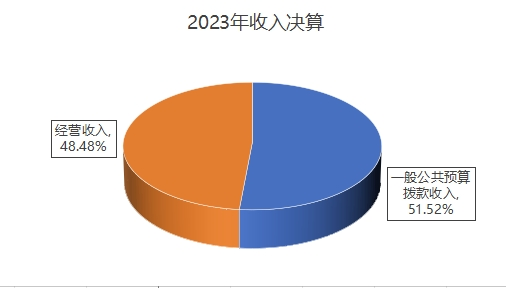 2023年收入决算
经营收入,
48.48%
一般公共预算
拨款收入,
51.52%